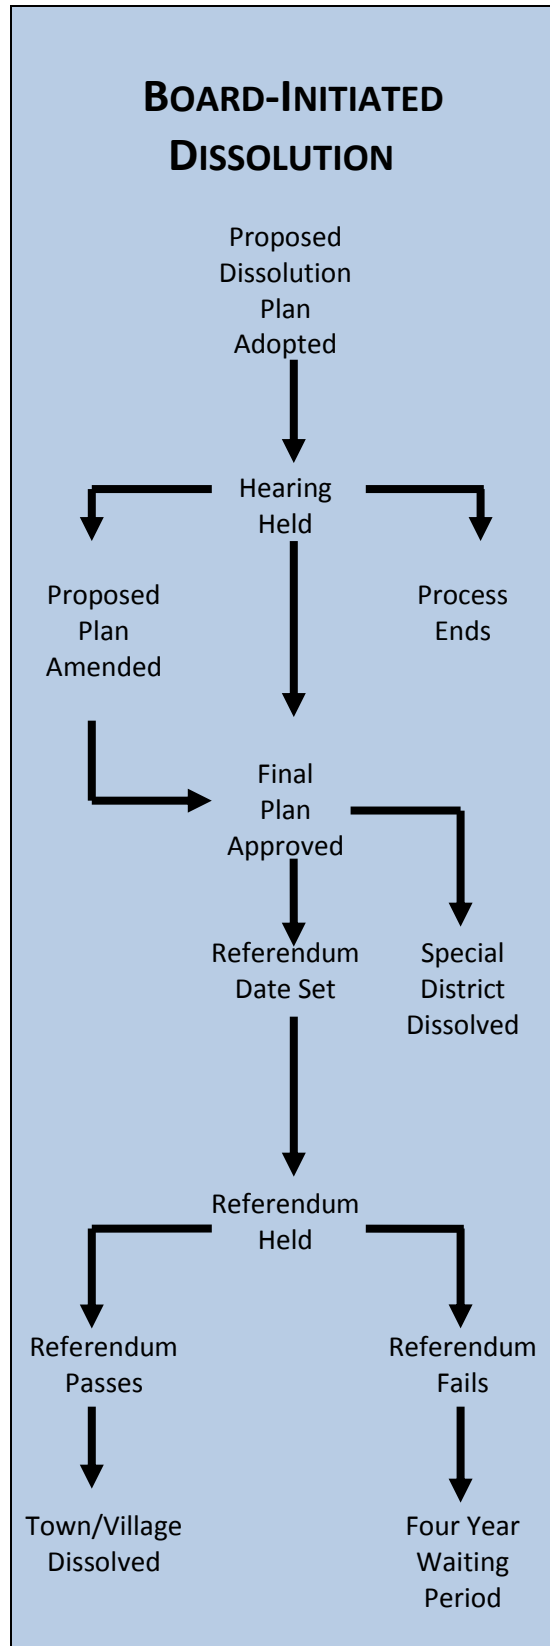 BOARD-INITIATED
DISSOLUTION
Proposed
Dissolution
Plan
Adopted
Hearing
Held
Proposed
Plan
Amended
Process
Ends
Final
Plan
Approved
Referendum
Date Set
Special
District
Dissolved
Referendum
Held
Referendum
Passes
Referendum
Fails
Town/Village
Dissolved
Four Year
Waiting
Period